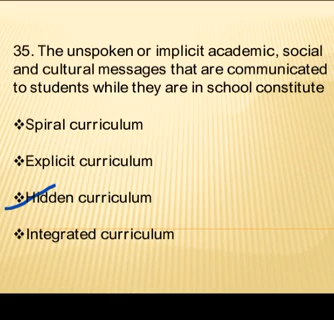 35. The unspoken or implicit academic, social
and cultural messages that are communicated
to students while they are in school constitute
❖Spiral curriculum
❖Explicit curriculum
❖Hidden curriculum
❖Integrated curriculum